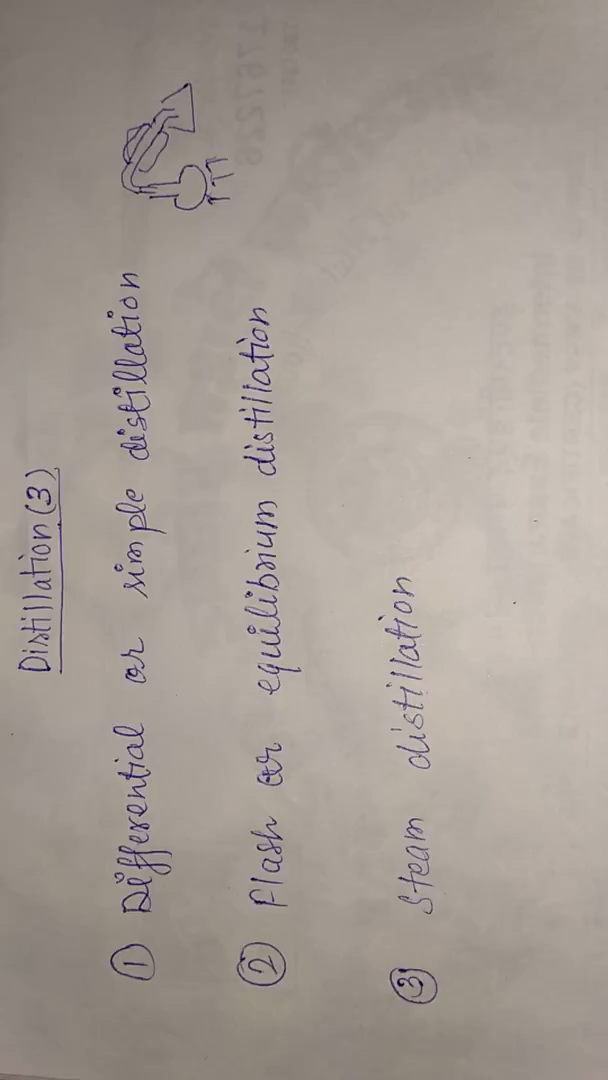 Distillation (3)
① Differential or simple distillation
② Flash or equilibrium distillation
③ Steam distillation